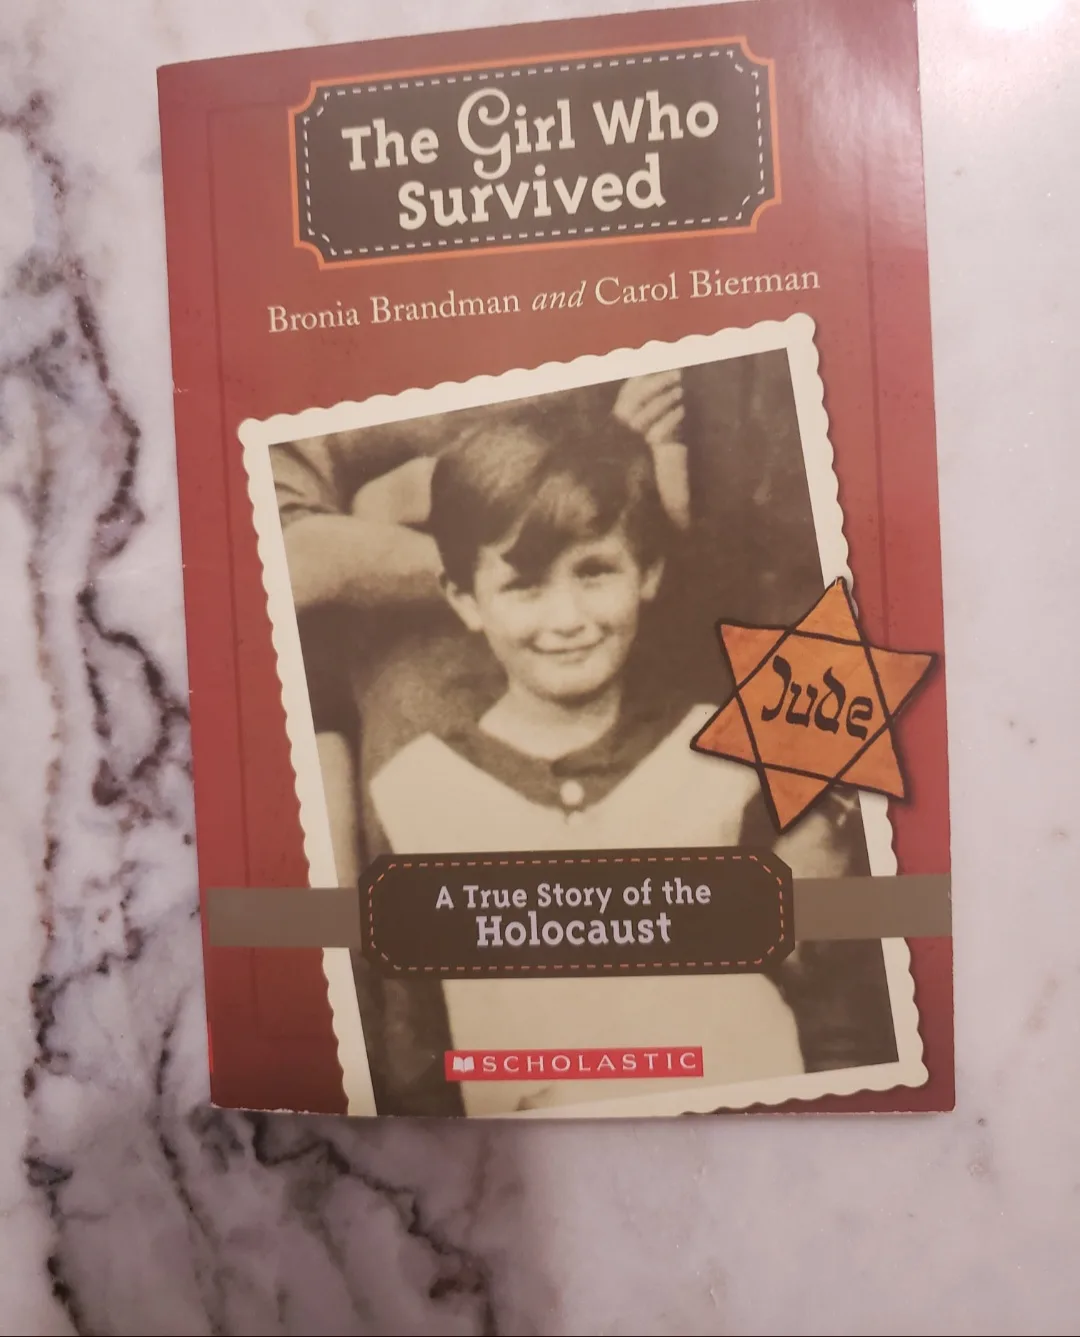 The Girl Who
Survived
Bronia Brandman and Carol Bierman
Jude
A True Story of the
Holocaust
SCHOLASTIC